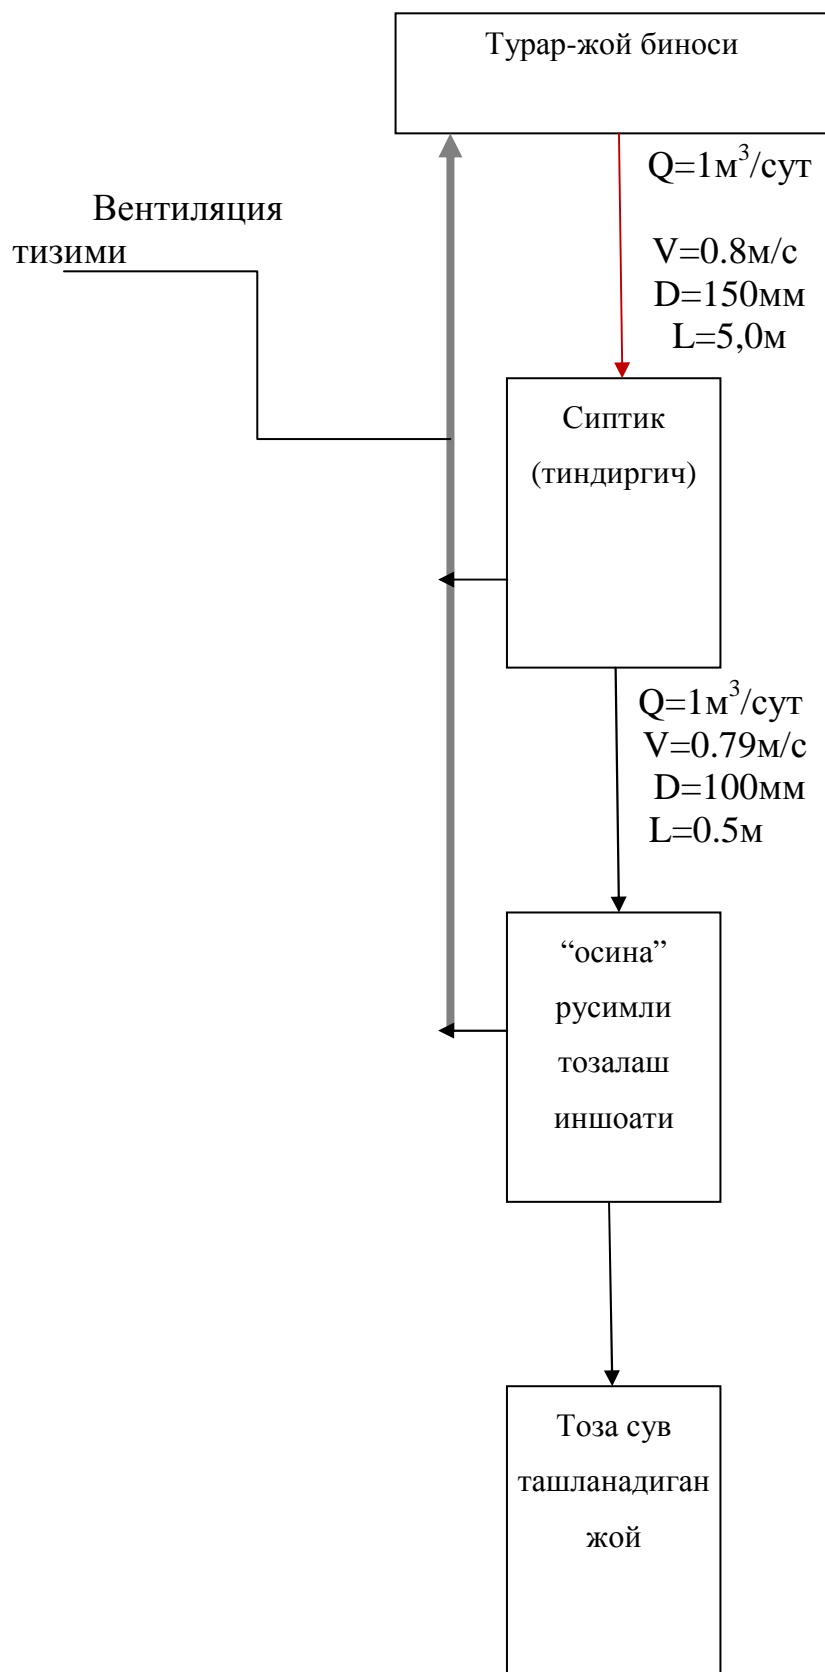 Турар-жой биноси
Q=1м³/сут
Вентиляция
тизими
V=0.8м/с
D=150мм
L=5,0м
Сиптик
(тиндиргич)
Q=1м³/сут
V=0.79м/с
D=100мм
L=0.5м
“осина”
русимли
тозалаш
иншоати
Тоза сув
ташланадиган
жой